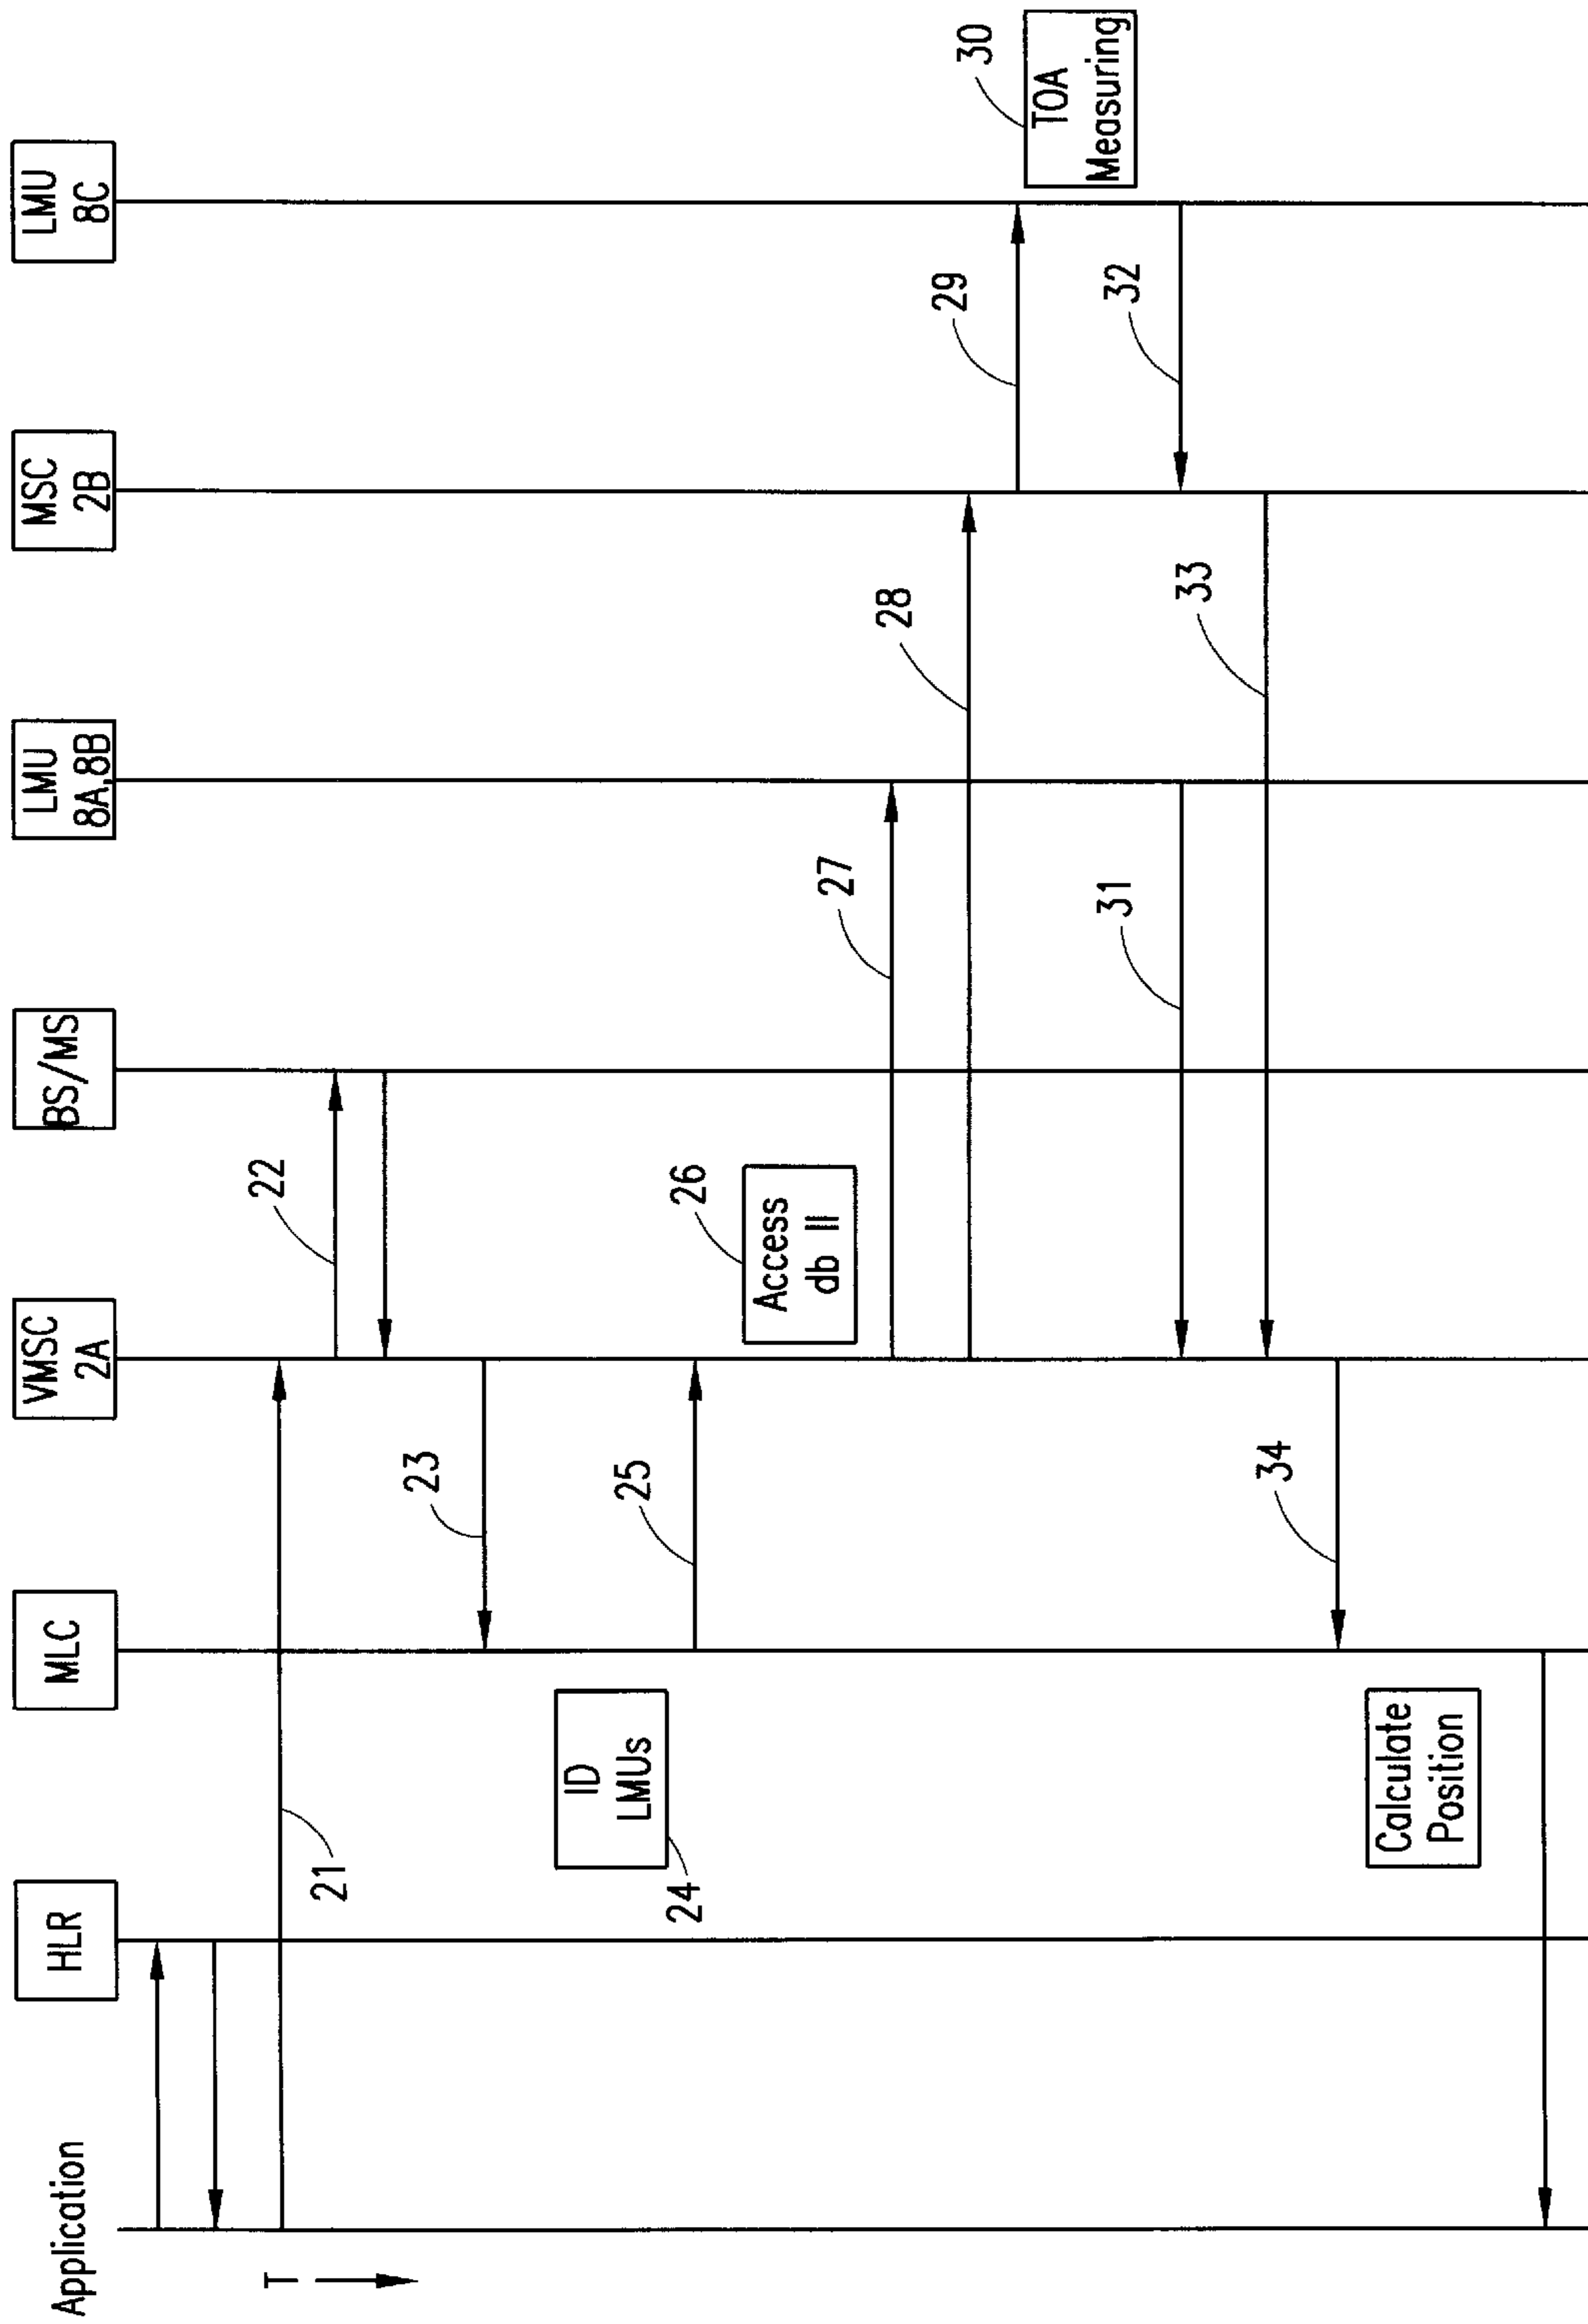 Application
HLR
MLC
VMSC
2A
BS/MS
LMU
8A,8B
MSC
2B
LMU
8C
T
21
22
23
ID
LMUs
24
25
26
Access
db II
27
28
29
30
TOA
Measuring
31
32
33
34
Calculate
Position